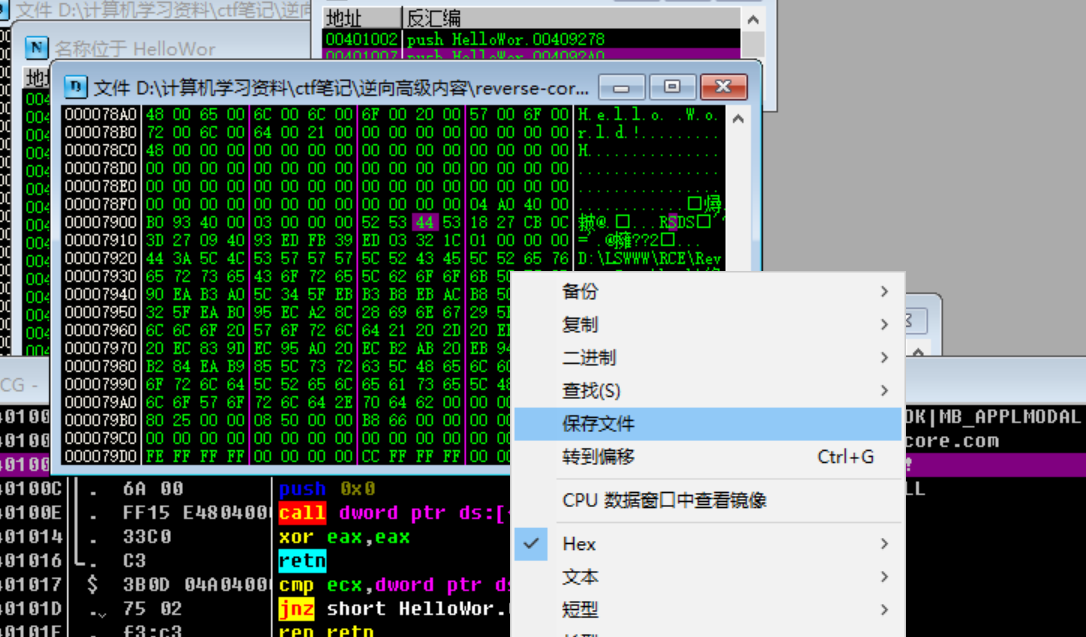 文件 D:\计算机学习资料\ctf笔记\逆向
名称位于 HelloWor
地址 反汇编
00401002 push HelloWor.00409278
文件 D:\计算机学习资料\ctf笔记\逆向高级内容\reverse-cor...
000078A0 48 00 65 00 6C 00 6C 00 6F 00 20 00 57 00 6F 00 H.e.l.l.o. .W.o.
000078B0 72 00 6C 00 64 00 21 00 00 00 00 00 00 00 00 00 r.l.d.!.........
000078C0 48 00 00 00 00 00 00 00 00 00 00 00 00 00 00 00 H...............
000078D0 00 00 00 00 00 00 00 00 00 00 00 00 00 00 00 00 ................
000078E0 00 00 00 00 00 00 00 00 00 00 00 00 00 00 00 00 ................
000078F0 00 00 00 00 00 00 00 00 00 00 00 00 04 A0 40 00
00007900 B0 93 40 00 03 00 00 00 52 53 44 53 18 27 CB 0C
00007910 3D 27 09 40 93 ED FB 39 ED 03 32 1C 01 00 00 00
00007920 44 3A 5C 4C 53 57 57 57 5C 52 43 45 5C 52 65 76 D:\LSWWW\RCE\Rev
00007930 65 72 73 65 43 6F 72 65 5C 62 6F 6F 6B 50
00007940 90 EA B3 A0 5C 34 5F EB B3 B8 EB AC B8 50
00007950 32 5F EA B0 95 EC A2 8C 28 69 6E 67 29 5
00007960 6C 6C 6F 20 57 6F 72 6C 64 21 20 2D 20 E
00007970 20 EC 83 9D EC 95 A0 20 EC B2 AB 20 EB 9
00007980 B2 84 EA B9 85 5C 73 72 63 5C 48 65 6C 6
00007990 6F 72 6C 64 5C 52 65 6C 65 61 73 65 5C 4
000079A0 6C 6F 57 6F 72 6C 64 2E 70 64 62 00 00 0
000079B0 80 25 00 00 08 50 00 00 B8 66 00 00 00 0
000079C0 00 00 00 00 00 00 00 00 00 00 00 00 00 0
000079D0 FE FF FF FF 00 00 00 00 CC FF FF FF 00 0
备份
复制
二进制
查找(S)
保存文件
转到偏移 Ctrl+G
CPU 数据窗口中查看镜像
Hex
文本
短型
CG -
OK|MB_APPLMODAL
core.com
40100C . 6A 00 push 0x0
40100E . FF15 E480400 call dword ptr ds:[
401014 . 33C0 xor eax,eax
401016 . C3 retn
401017 $ 3B0D 04A0400 cmp ecx,dword ptr ds
40101D . 75 02 jnz short HelloWor.
40101F . f3:c3 rep retn